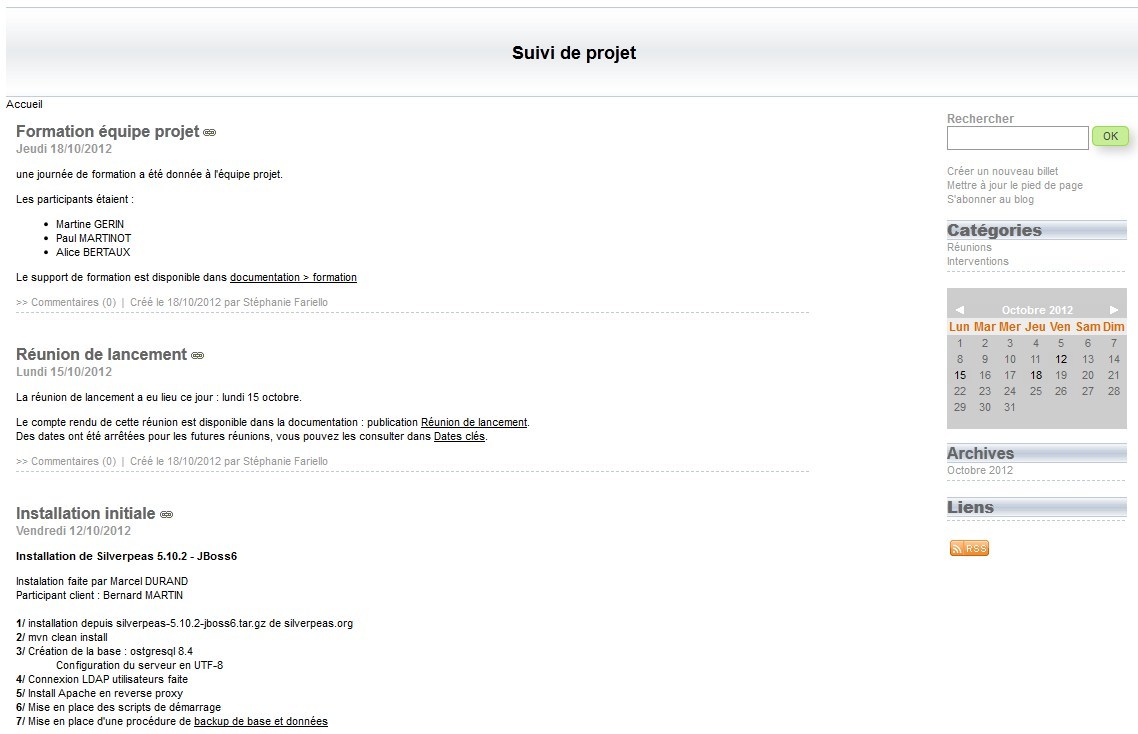 Suivi de projet
Accueil
Formation équipe projet
Jeudi 18/10/2012
une journée de formation a été donnée à l'équipe projet.
Les participants étaient :
• Martine GERIN
• Paul MARTINOT
• Alice BERTAUX
Le support de formation est disponible dans documentation > formation
>> Commentaires (0) | Créé le 18/10/2012 par Stéphanie Fariello
Réunion de lancement
Lundi 15/10/2012
La réunion de lancement a eu lieu ce jour : lundi 15 octobre.
Le compte rendu de cette réunion est disponible dans la documentation : publication Réunion de lancement.
Des dates ont été arrêtées pour les futures réunions, vous pouvez les consulter dans Dates clés.
>> Commentaires (0) | Créé le 18/10/2012 par Stéphanie Fariello
Installation initiale
Vendredi 12/10/2012
Installation de Silverpeas 5.10.2 - JBoss6
Instalation faite par Marcel DURAND
Participant client : Bernard MARTIN
1/ installation depuis silverpeas-5.10.2-jboss6.tar.gz de silverpeas.org
2/ mvn clean install
3/ Création de la base : ostgresql 8.4
Configuration du serveur en UTF-8
4/ Connexion LDAP utilisateurs faite
5/ Install Apache en reverse proxy
6/ Mise en place des scripts de démarrage
7/ Mise en place d'une procédure de backup de base et données
Rechercher
OK
Créer un nouveau billet
Mettre à jour le pied de page
S'abonner au blog
Catégories
Réunions
Interventions
Octobre 2012
Lun Mar Mer Jeu Ven Sam Dim
1 2 3 4 5 6 7
8 9 10 11 12 13 14
15 16 17 18 19 20 21
22 23 24 25 26 27 28
29 30 31
Archives
Octobre 2012
Liens
RSS